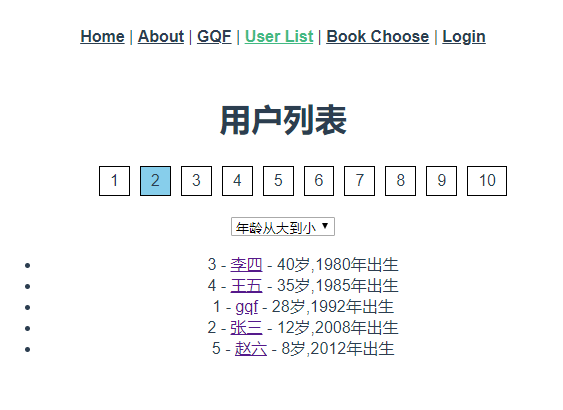 Home | About | GQF | User List | Book Choose | Login
用户列表
1 2 3 4 5 6 7 8 9 10
年龄从大到小
3 - 李四 - 40岁,1980年出生
4 - 王五 - 35岁,1985年出生
1 - gqf - 28岁,1992年出生
2 - 张三 - 12岁,2008年出生
5 - 赵六 - 8岁,2012年出生